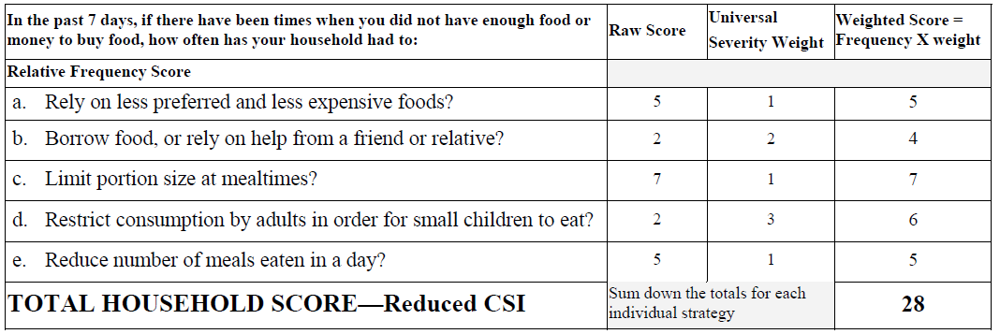 In the past 7 days, if there have been times when you did not have enough food or
money to buy food, how often has your household had to:
Raw Score
Universal
Severity Weight
Weighted Score =
Frequency X weight
Relative Frequency Score
a. Rely on less preferred and less expensive foods? 5 1 5
b. Borrow food, or rely on help from a friend or relative? 2 2 4
c. Limit portion size at mealtimes? 7 1 7
d. Restrict consumption by adults in order for small children to eat? 2 3 6
e. Reduce number of meals eaten in a day? 5 1 5
TOTAL HOUSEHOLD SCORE—Reduced CSI
Sum down the totals for each
individual strategy
28